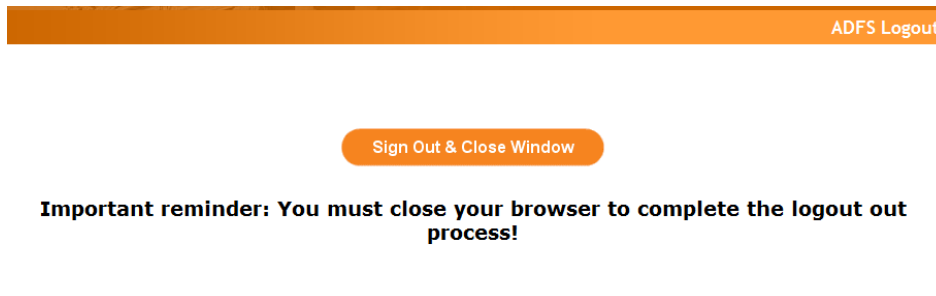 ADFS Logout
Sign Out & Close Window
Important reminder: You must close your browser to complete the logout out
process!